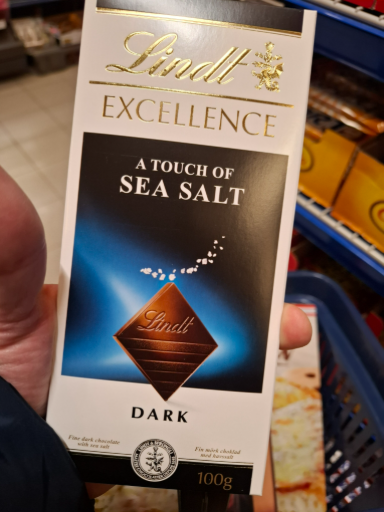 Lindt
EXCELLENCE
A TOUCH OF
SEA SALT
Lindt
DARK
Fine dark chocolate
with sea salt
Fin mörk choklad
med havssalt
100g